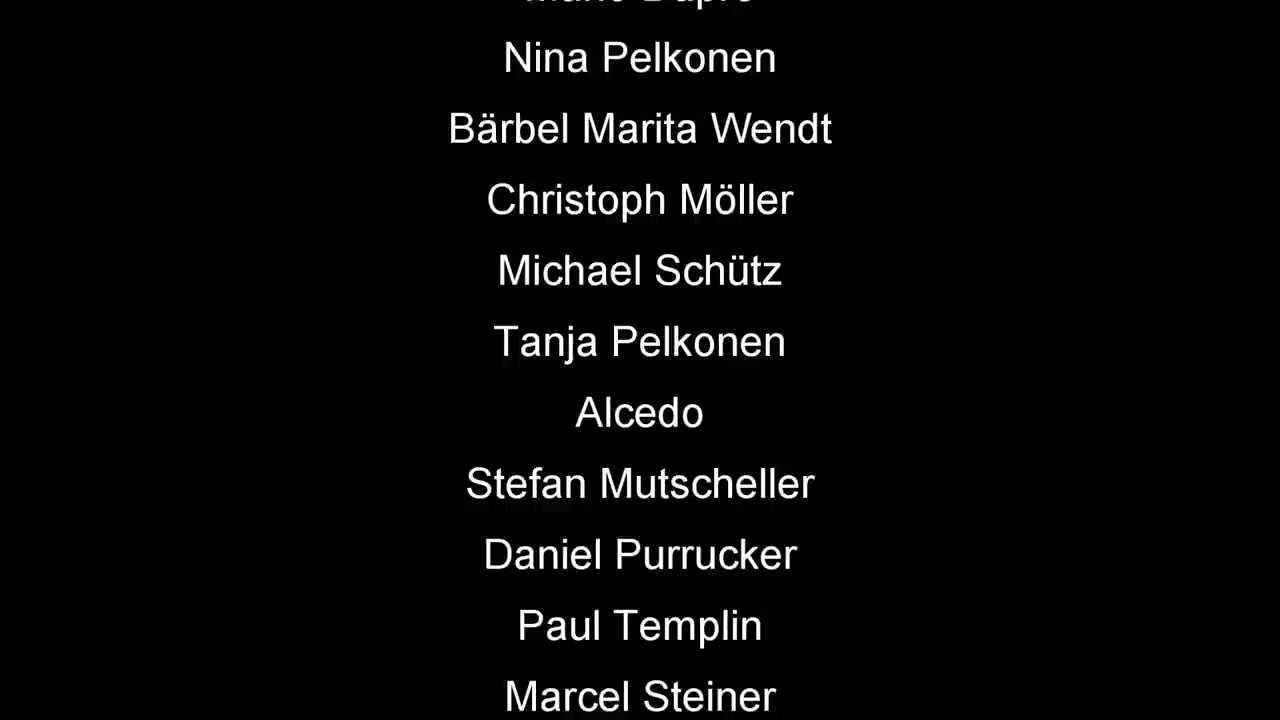 Nina Pelkonen
Bärbel Marita Wendt
Christoph Möller
Michael Schütz
Tanja Pelkonen
Alcedo
Stefan Mutscheller
Daniel Purrucker
Paul Templin
Marcel Steiner